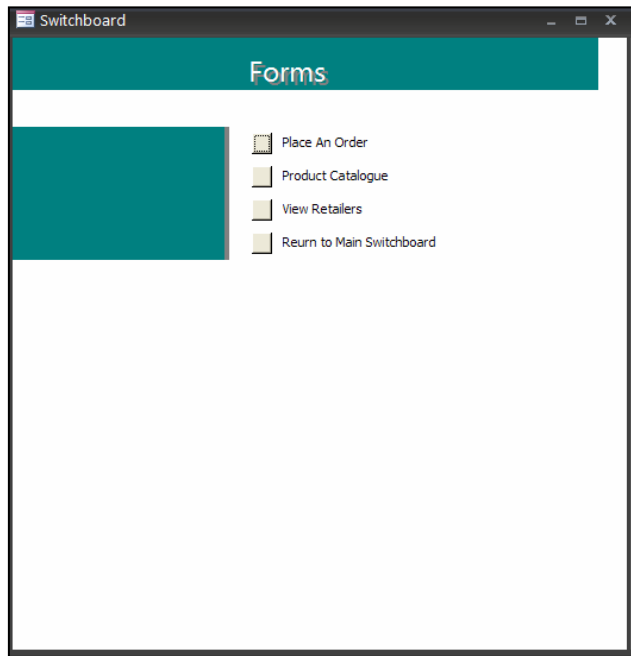 Switchboard
Forms
Place An Order
Product Catalogue
View Retailers
Reurn to Main Switchboard